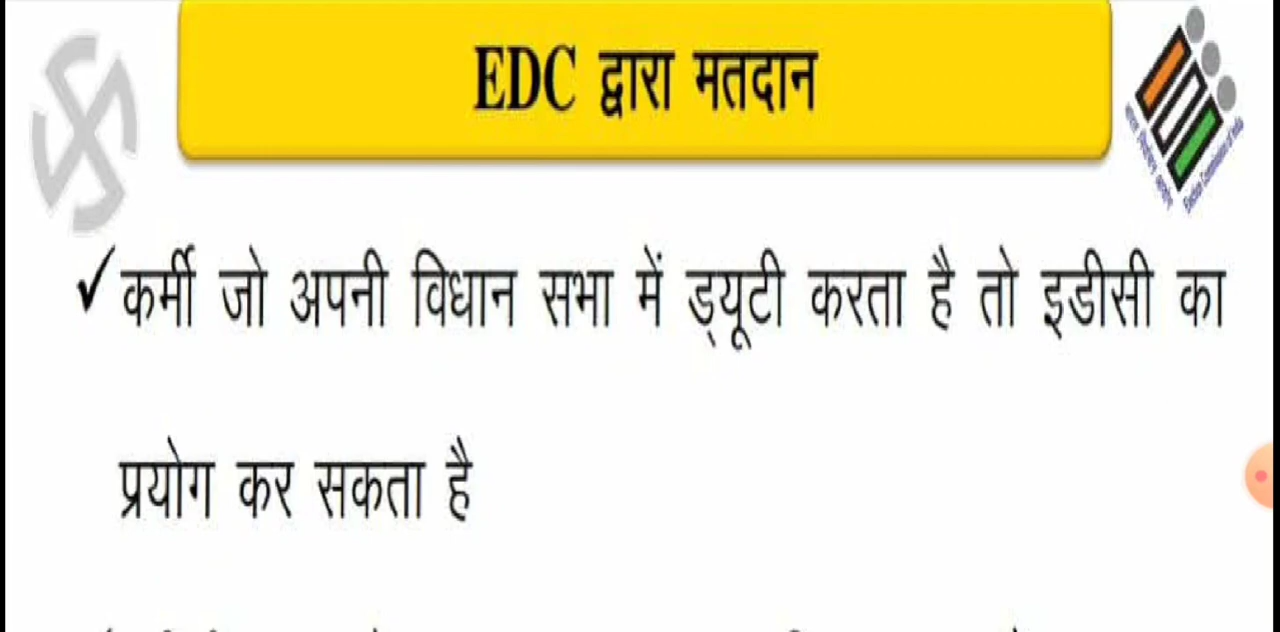 EDC द्वारा मतदान
✓ कर्मी जो अपनी विधान सभा में ड्यूटी करता है तो इडीसी का
प्रयोग कर सकता है